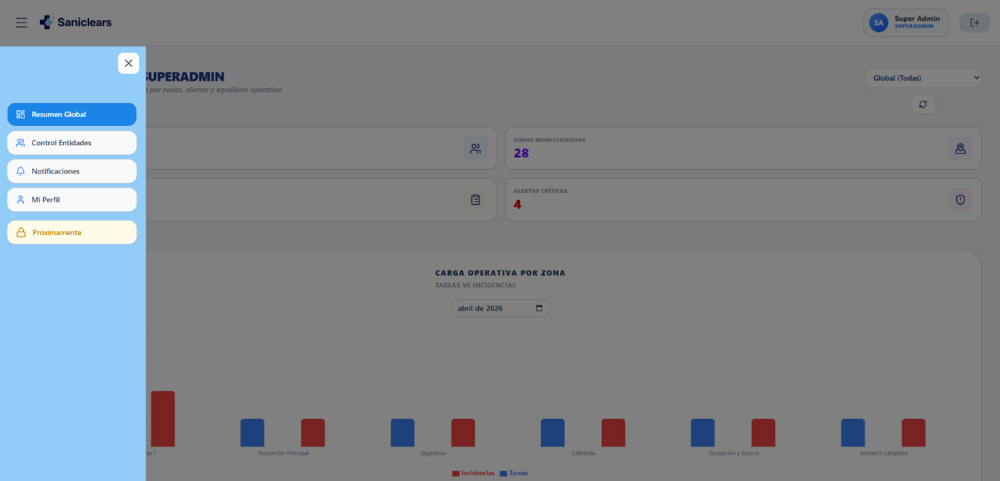 Saniclears
SA
Super Admin
SUPERADMIN
SUPERADMIN
por zonas, alertas y equilibrio operativo.
Global (Todas)
Resumen Global
Control Entidades
Notificaciones
Mi Perfil
Próximamente
ZONAS MONITORIZADAS
28
ALERTAS CRÍTICAS
4
CARGA OPERATIVA POR ZONA
TAREAS VS INCIDENCIAS
abril de 2026
no 1
Recepción Principal
Urgencias
Cafetería
Recepción y Espera
Almacén Limpieza
Incidencias
Tareas